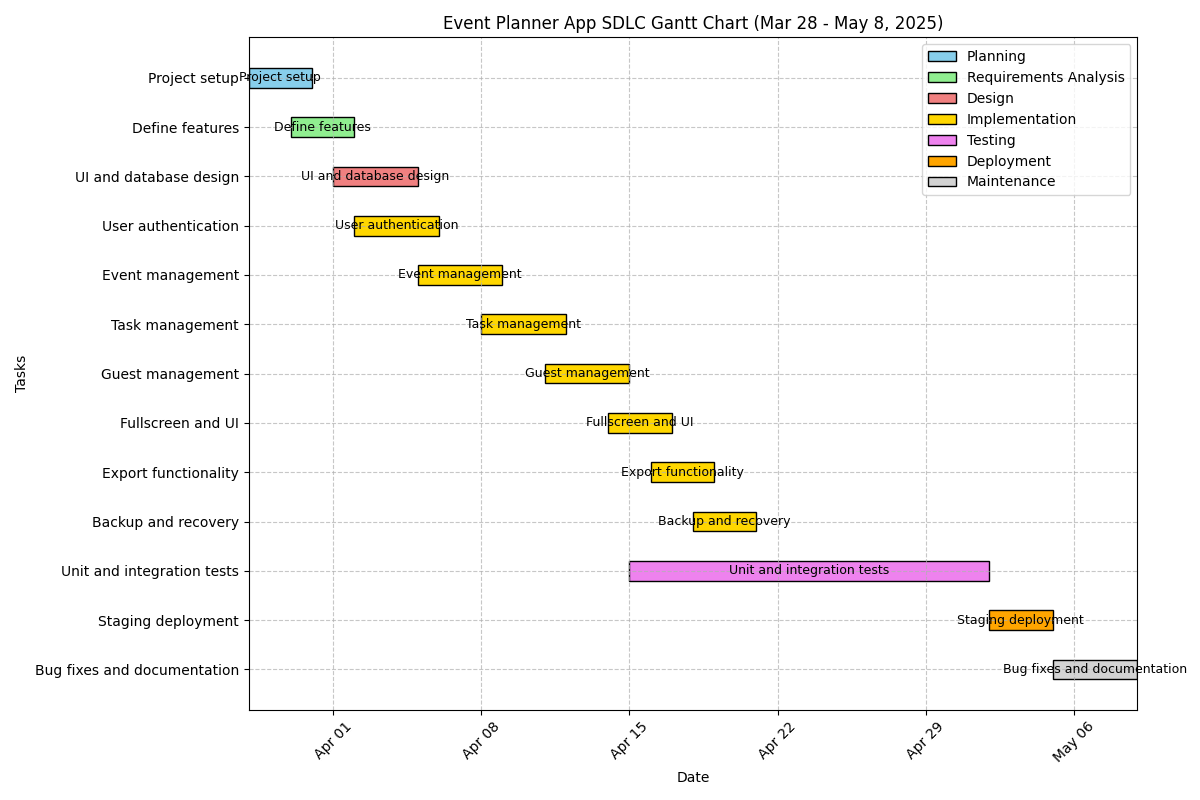 Event Planner App SDLC Gantt Chart (Mar 28 - May 8, 2025)
Planning
Requirements Analysis
Design
Implementation
Testing
Deployment
Maintenance
Tasks
Project setup
Project setup
Define features
Define features
UI and database design
UI and database design
User authentication
User authentication
Event management
Event management
Task management
Task management
Guest management
Guest management
Fullscreen and UI
Fullscreen and UI
Export functionality
Export functionality
Backup and recovery
Backup and recovery
Unit and integration tests
Unit and integration tests
Staging deployment
Staging deployment
Bug fixes and documentation
Bug fixes and documentation
Apr 01
Apr 08
Apr 15
Apr 22
Apr 29
May 06
Date